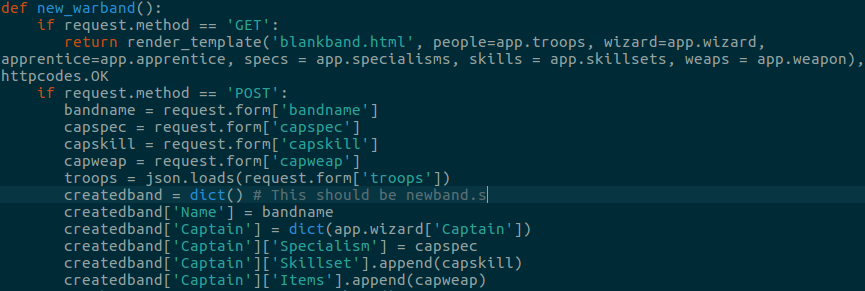 def new_warband():
    if request.method == 'GET':
        return render_template('blankband.html', people=app.troops, wizard=app.wizard,
apprentice=app.apprentice, specs = app.specialisms, skills = app.skillsets, weaps = app.weapon),
httpcodes.OK
    if request.method == 'POST':
        bandname = request.form['bandname']
        capspec = request.form['capspec']
        capskill = request.form['capskill']
        capweap = request.form['capweap']
        troops = json.loads(request.form['troops'])
        createdband = dict() # This should be newband.s
        createdband['Name'] = bandname
        createdband['Captain'] = dict(app.wizard['Captain'])
        createdband['Captain']['Specialism'] = capspec
        createdband['Captain']['Skillset'].append(capskill)
        createdband['Captain']['Items'].append(capweap)